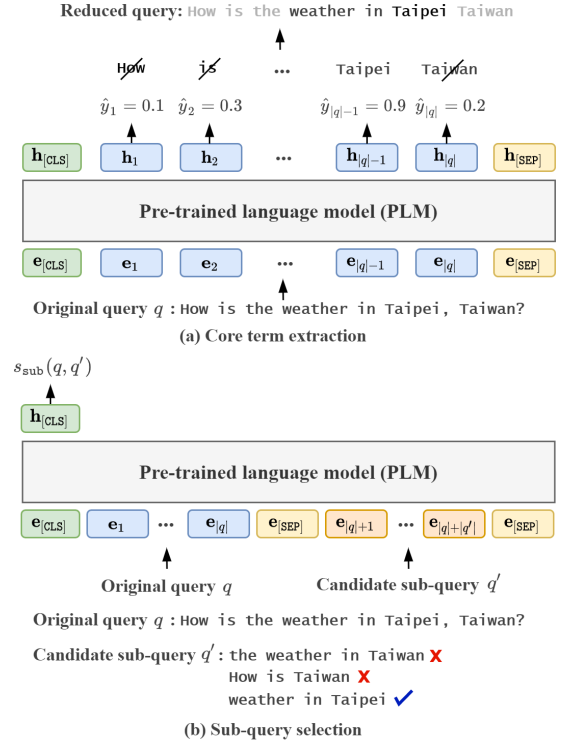 Reduced query: How is the weather in Taipei Taiwan
How is ... Taipei Taiwan
ŷ₁ = 0.1 ŷ₂ = 0.3 ŷ|q|−1 = 0.9 ŷ|q| = 0.2
h[CLS] h₁ h₂ ... h|q|−1 h|q| h[SEP]
Pre-trained language model (PLM)
e[CLS] e₁ e₂ ... e|q|−1 e|q| e[SEP]
Original query q : How is the weather in Taipei, Taiwan?
(a) Core term extraction
s_sub(q, q′)
h[CLS]
Pre-trained language model (PLM)
e[CLS] e₁ ... e|q| e[SEP] e|q|+1 ... e|q|+|q′| e[SEP]
Original query q Candidate sub-query q′
Original query q : How is the weather in Taipei, Taiwan?
Candidate sub-query q′ : the weather in Taiwan ✗
How is Taiwan ✗
weather in Taipei ✓
(b) Sub-query selection